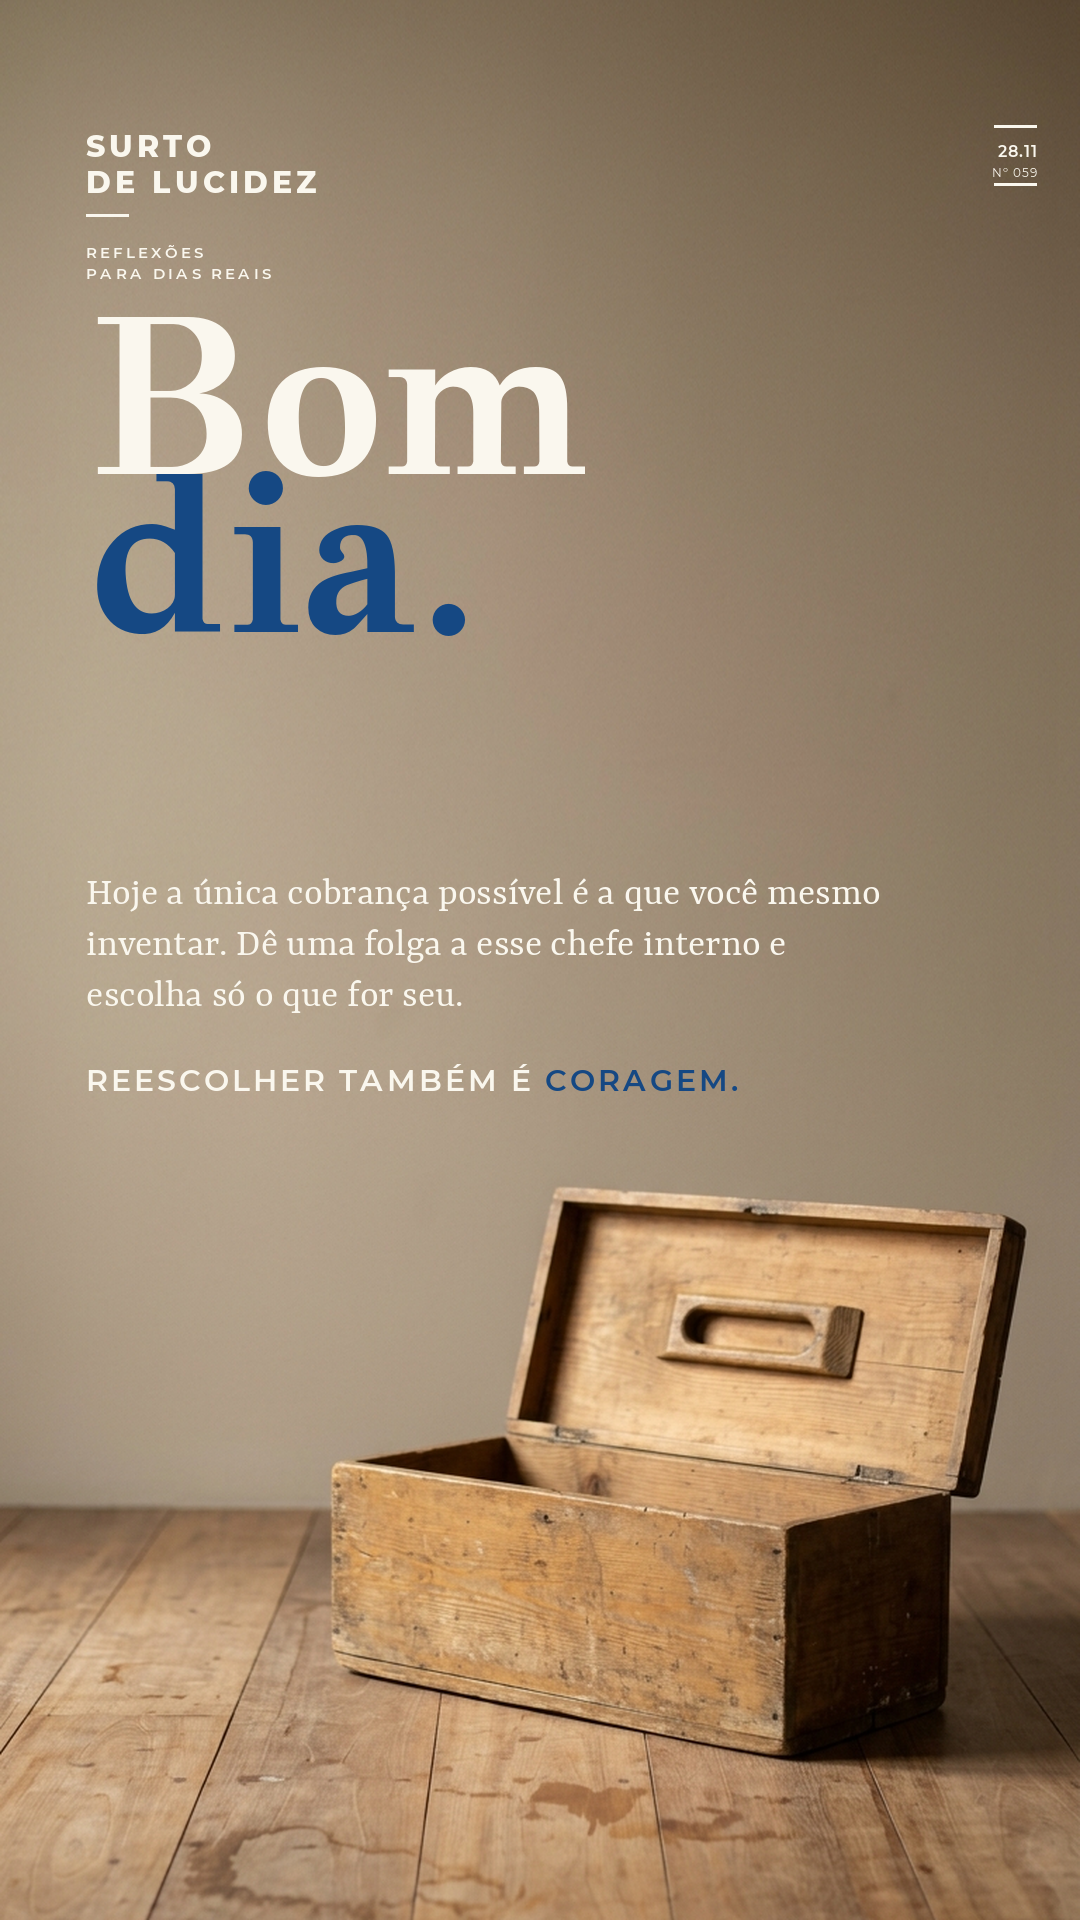 SURTO
DE LUCIDEZ
28.11
Nº 059
REFLEXÕES
PARA DIAS REAIS
Bom
dia.
Hoje a única cobrança possível é a que você mesmo
inventar. Dê uma folga a esse chefe interno e
escolha só o que for seu.
REESCOLHER TAMBÉM É CORAGEM.